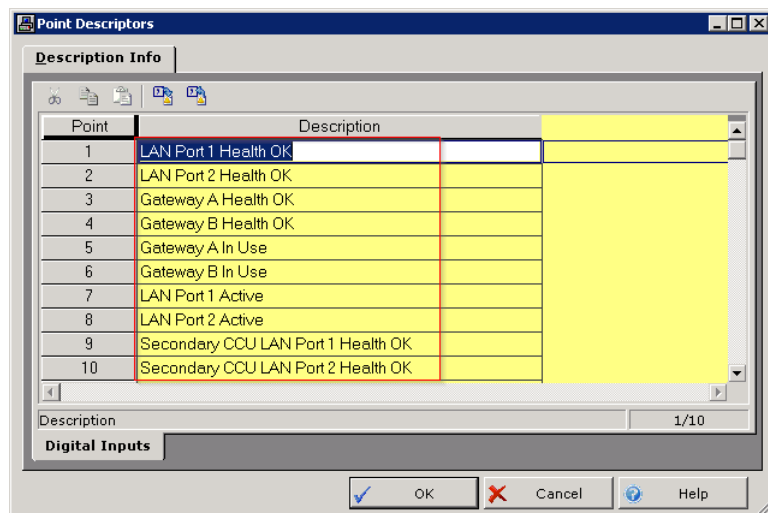 Point Descriptors
Description Info
Point Description
1 LAN Port 1 Health OK
2 LAN Port 2 Health OK
3 Gateway A Health OK
4 Gateway B Health OK
5 Gateway A In Use
6 Gateway B In Use
7 LAN Port 1 Active
8 LAN Port 2 Active
9 Secondary CCU LAN Port 1 Health OK
10 Secondary CCU LAN Port 2 Health OK
Description 1/10
Digital Inputs
OK Cancel Help